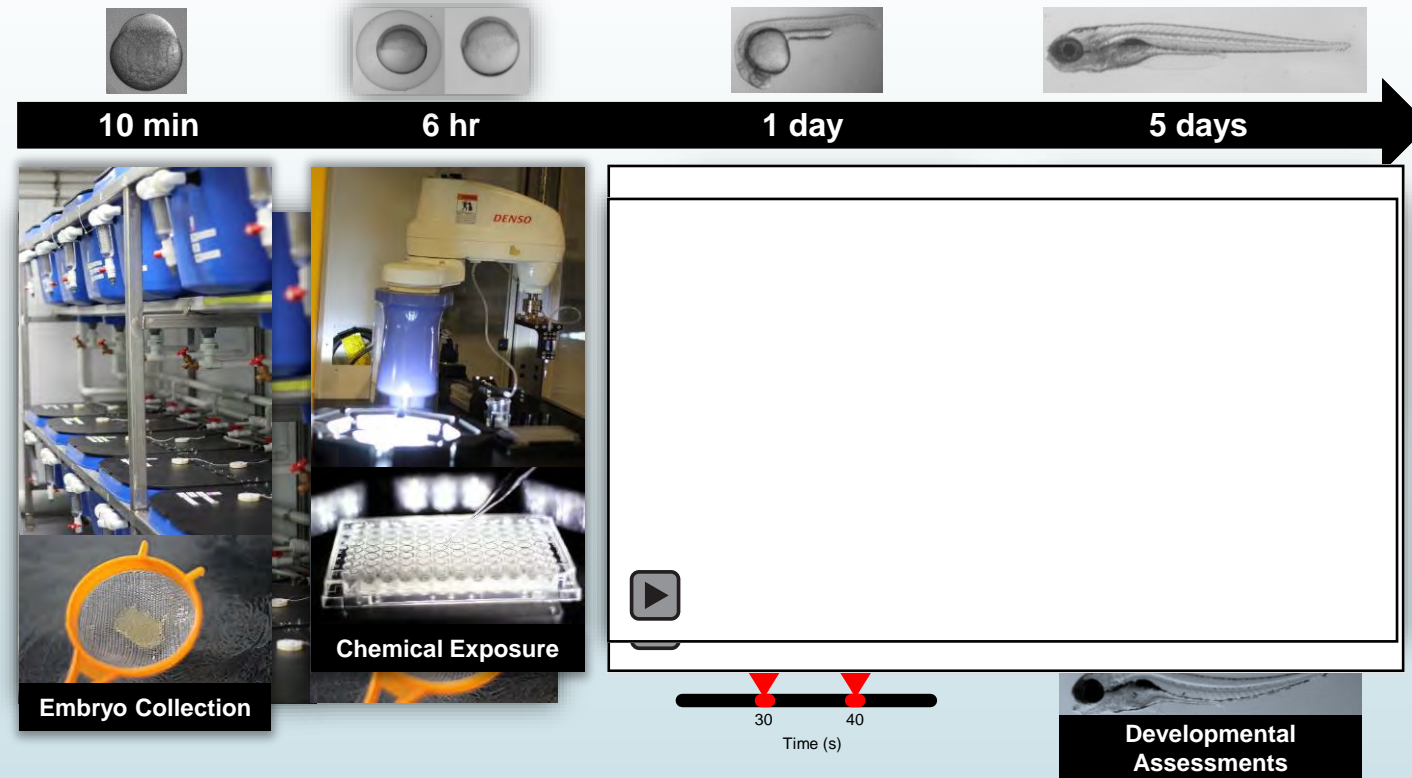 10 min
6 hr
1 day
5 days
DENSO
Chemical Exposure
Embryo Collection
30
40
Time (s)
Developmental
Assessments